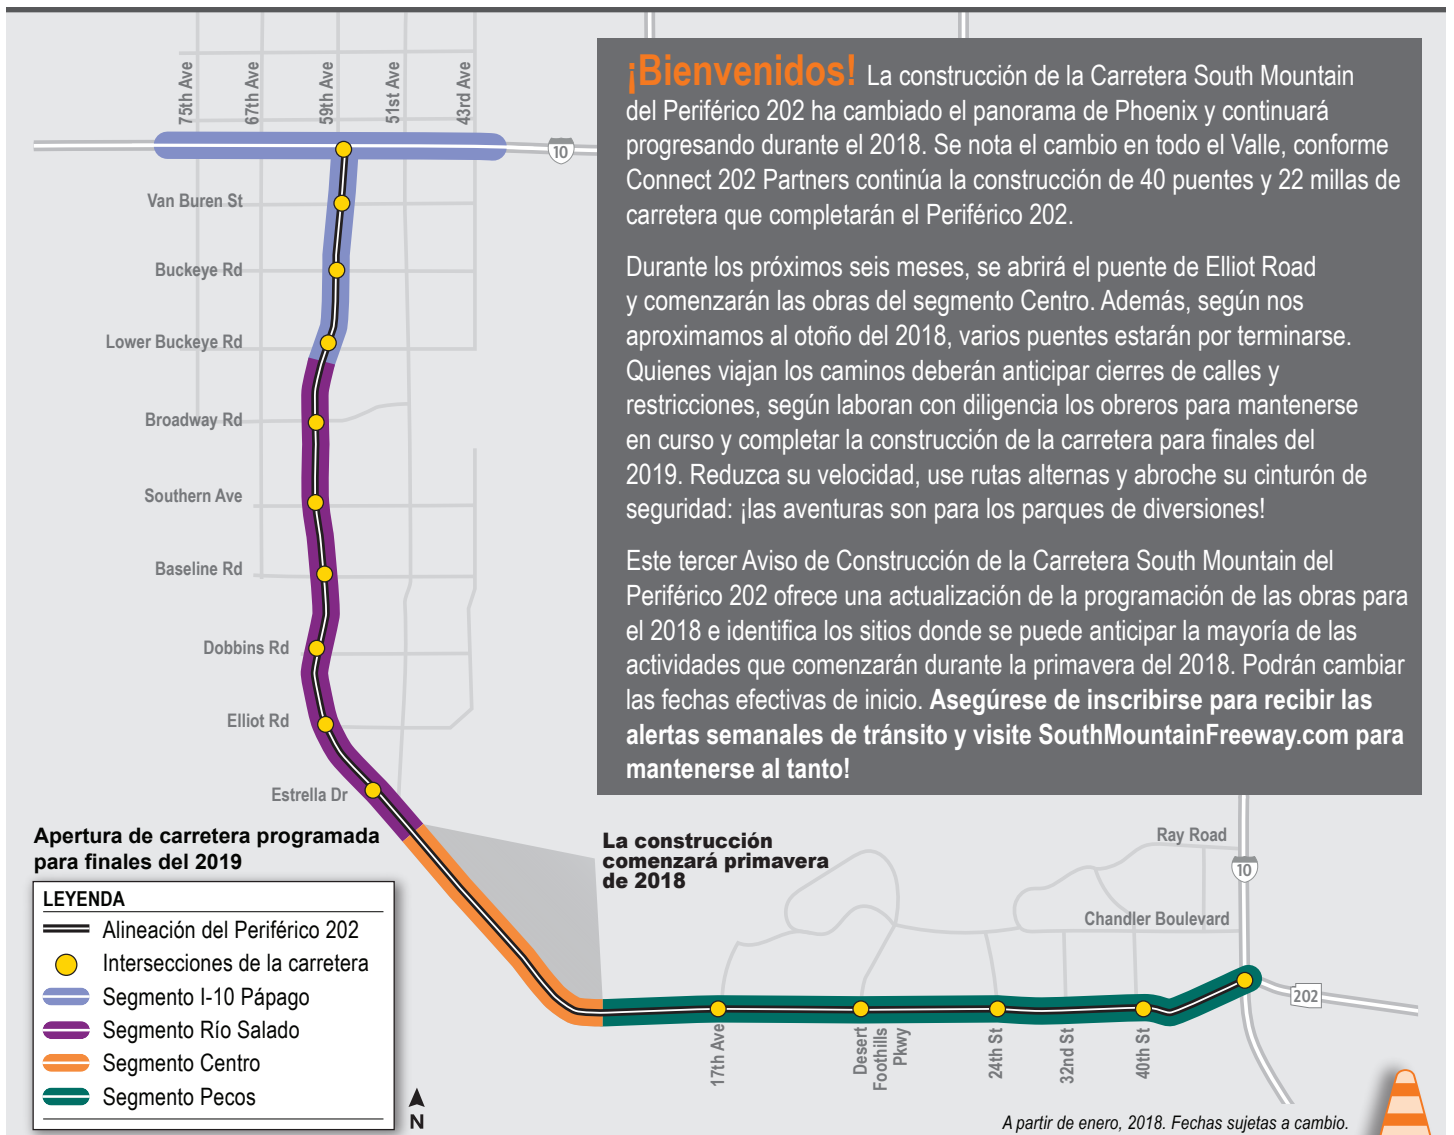 ¡Bienvenidos! La construcción de la Carretera South Mountain
del Periférico 202 ha cambiado el panorama de Phoenix y continuará
progresando durante el 2018. Se nota el cambio en todo el Valle, conforme
Connect 202 Partners continúa la construcción de 40 puentes y 22 millas de
carretera que completarán el Periférico 202.
Durante los próximos seis meses, se abrirá el puente de Elliot Road
y comenzarán las obras del segmento Centro. Además, según nos
aproximamos al otoño del 2018, varios puentes estarán por terminarse.
Quienes viajan los caminos deberán anticipar cierres de calles y
restricciones, según laboran con diligencia los obreros para mantenerse
en curso y completar la construcción de la carretera para finales del
2019. Reduzca su velocidad, use rutas alternas y abroche su cinturón de
seguridad: ¡las aventuras son para los parques de diversiones!
Este tercer Aviso de Construcción de la Carretera South Mountain del
Periférico 202 ofrece una actualización de la programación de las obras para
el 2018 e identifica los sitios donde se puede anticipar la mayoría de las
actividades que comenzarán durante la primavera del 2018. Podrán cambiar
las fechas efectivas de inicio. Asegúrese de inscribirse para recibir las
alertas semanales de tránsito y visite SouthMountainFreeway.com para
mantenerse al tanto!
75th Ave
67th Ave
59th Ave
51st Ave
43rd Ave
10
Van Buren St
Buckeye Rd
Lower Buckeye Rd
Broadway Rd
Southern Ave
Baseline Rd
Dobbins Rd
Elliot Rd
Estrella Dr
Apertura de carretera programada
para finales del 2019
La construcción
comenzará primavera
de 2018
Ray Road
10
Chandler Boulevard
202
17th Ave
Desert
Foothills
Pkwy
24th St
32nd St
40th St
LEYENDA
Alineación del Periférico 202
Intersecciones de la carretera
Segmento I-10 Pápago
Segmento Río Salado
Segmento Centro
Segmento Pecos
N
A partir de enero, 2018. Fechas sujetas a cambio.